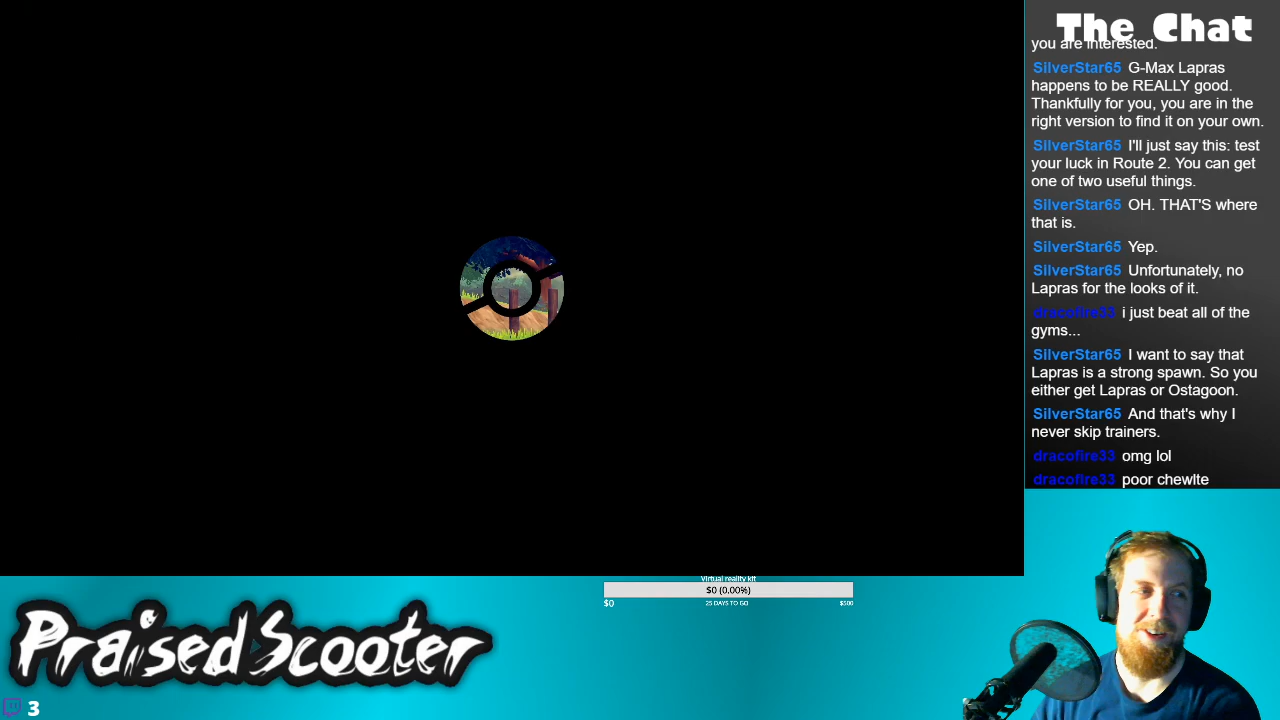 The Chat
you are interested.
SilverStar65 G-Max Lapras
happens to be REALLY good.
Thankfully for you, you are in the
right version to find it on your own.
SilverStar65 I'll just say this: test
your luck in Route 2. You can get
one of two useful things.
SilverStar65 OH. THAT'S where
that is.
SilverStar65 Yep.
SilverStar65 Unfortunately, no
Lapras for the looks of it.
dracofire33 i just beat all of the
gyms...
SilverStar65 I want to say that
Lapras is a strong spawn. So you
either get Lapras or Ostagoon.
SilverStar65 And that's why I
never skip trainers.
dracofire33 omg lol
dracofire33 poor chewlte
Virtual reality kit
$0 (0.00%)
$0 25 DAYS TO GO $500
Praised Scooter
3